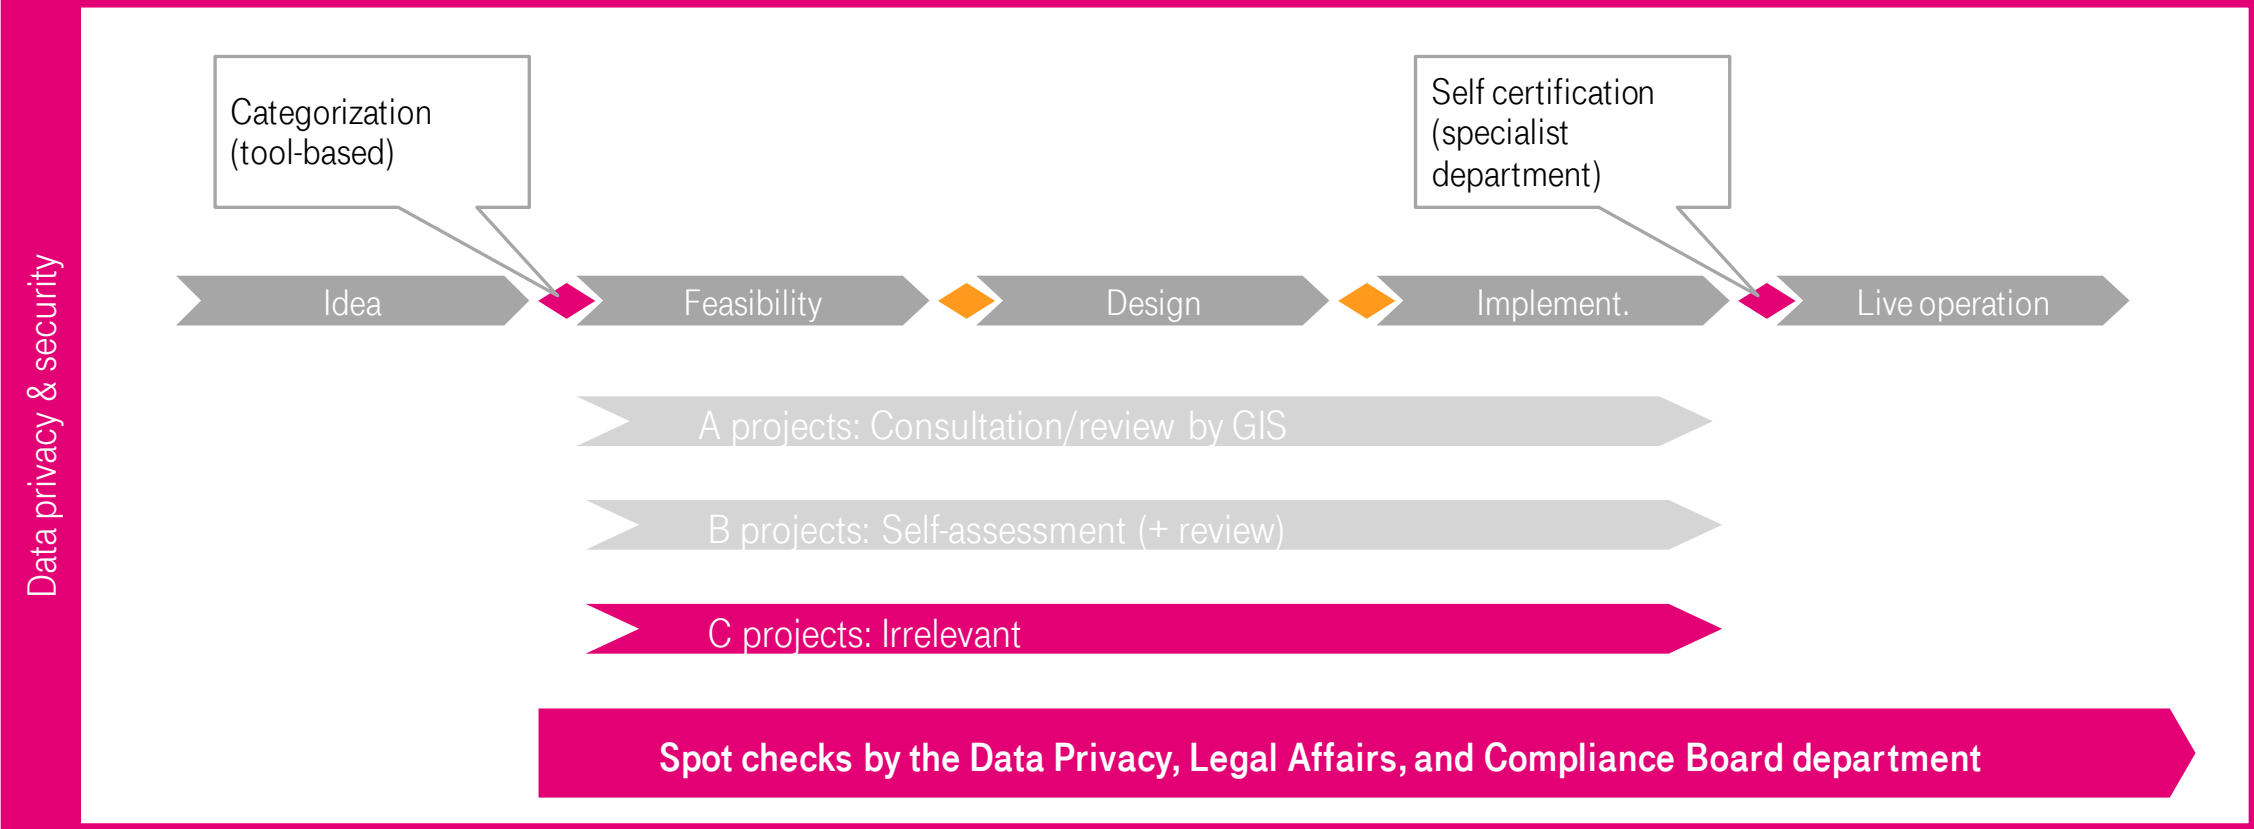 Data privacy & security
Categorization
(tool-based)
Self certification
(specialist
department)
Idea
Feasibility
Design
Implement.
Live operation
A projects: Consultation/review by GIS
B projects: Self-assessment (+ review)
C projects: Irrelevant
Spot checks by the Data Privacy, Legal Affairs, and Compliance Board department